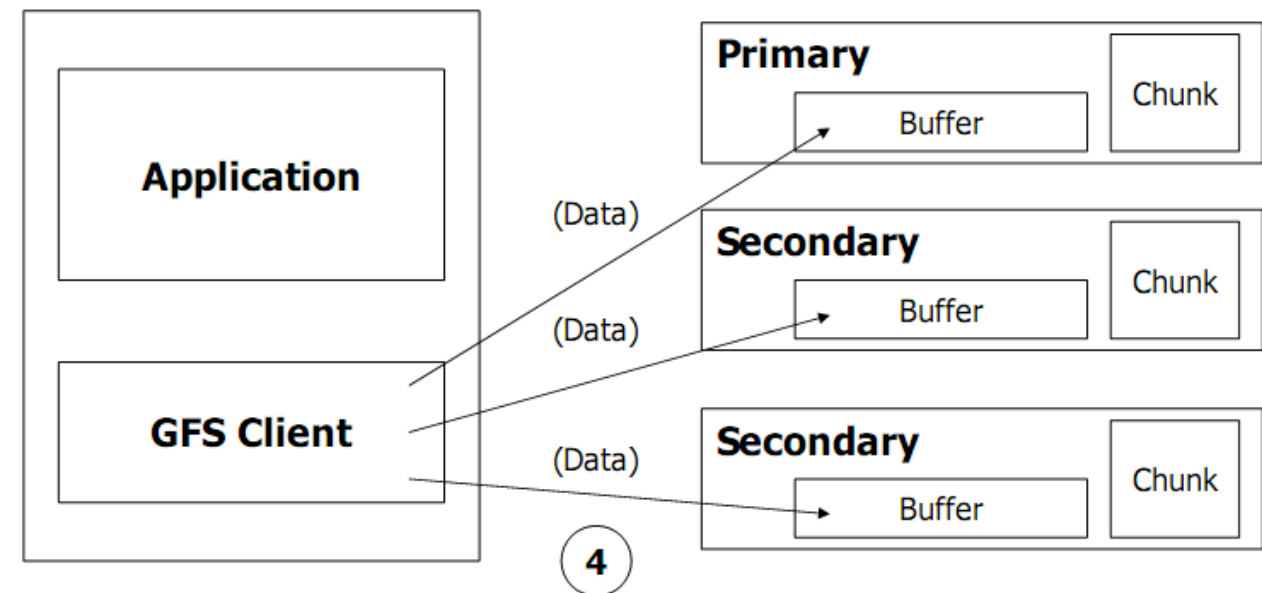 Application
GFS Client
(Data)
(Data)
(Data)
4
Primary
Buffer
Chunk
Secondary
Buffer
Chunk
Secondary
Buffer
Chunk